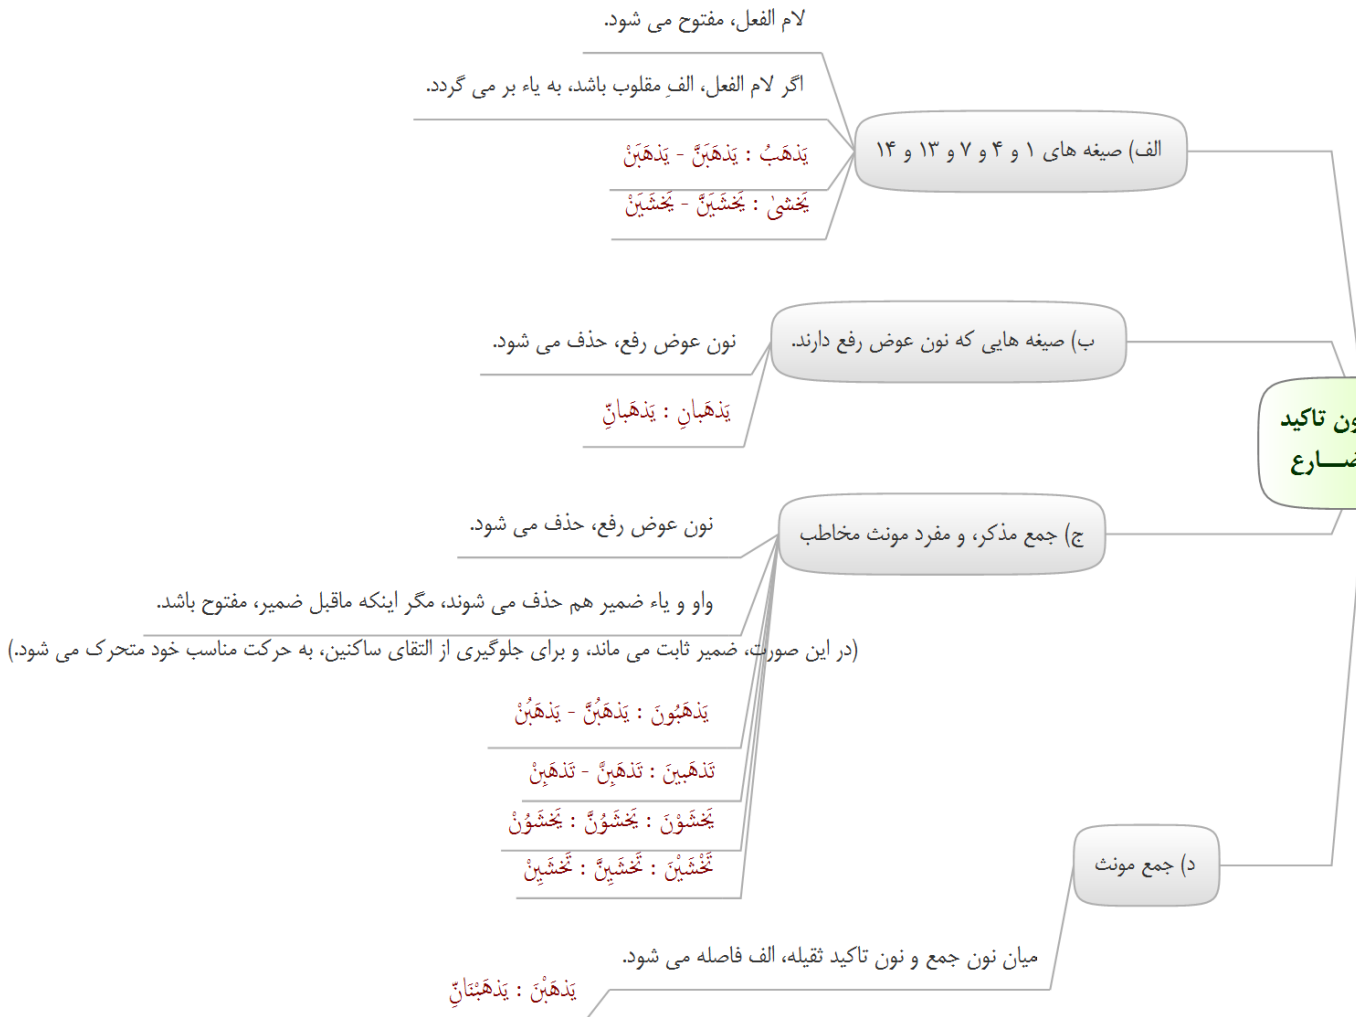 ون تاکید
ضـــارع
الف) صیغه های ۱ و ۴ و ۷ و ۱۳ و ۱۴
لام الفعل، مفتوح می شود.
اگر لام الفعل، الفِ مقلوب باشد، به یاء بر می گردد.
یَذهَبُ : یَذهَبَنَّ - یَذهَبَنْ
یَخشیٰ : یَخشَیَنَّ - یَخشَیَنْ
ب) صیغه هایی که نون عوض رفع دارند.
نون عوض رفع، حذف می شود.
یَذهَبانِ : یَذهَبانِّ
ج) جمع مذکر، و مفرد مونث مخاطب
نون عوض رفع، حذف می شود.
واو و یاء ضمیر هم حذف می شوند، مگر اینکه ماقبل ضمیر، مفتوح باشد.
(در این صورت، ضمیر ثابت می ماند، و برای جلوگیری از التقای ساکنین، به حرکت مناسب خود متحرک می شود.)
یَذهَبُونَ : یَذهَبُنَّ - یَذهَبُنْ
تَذهَبینَ : تَذهَبِنَّ - تَذهَبِنْ
یَخشَوْنَ : یَخشَوُنَّ : یَخشَوُنْ
تَخْشَیْنَ : تَخشَیِنَّ : تَخشَیِنْ
د) جمع مونث
میان نون جمع و نون تاکید ثقیله، الف فاصله می شود.
یَذهَبْنَ : یَذهَبْنَانِّ